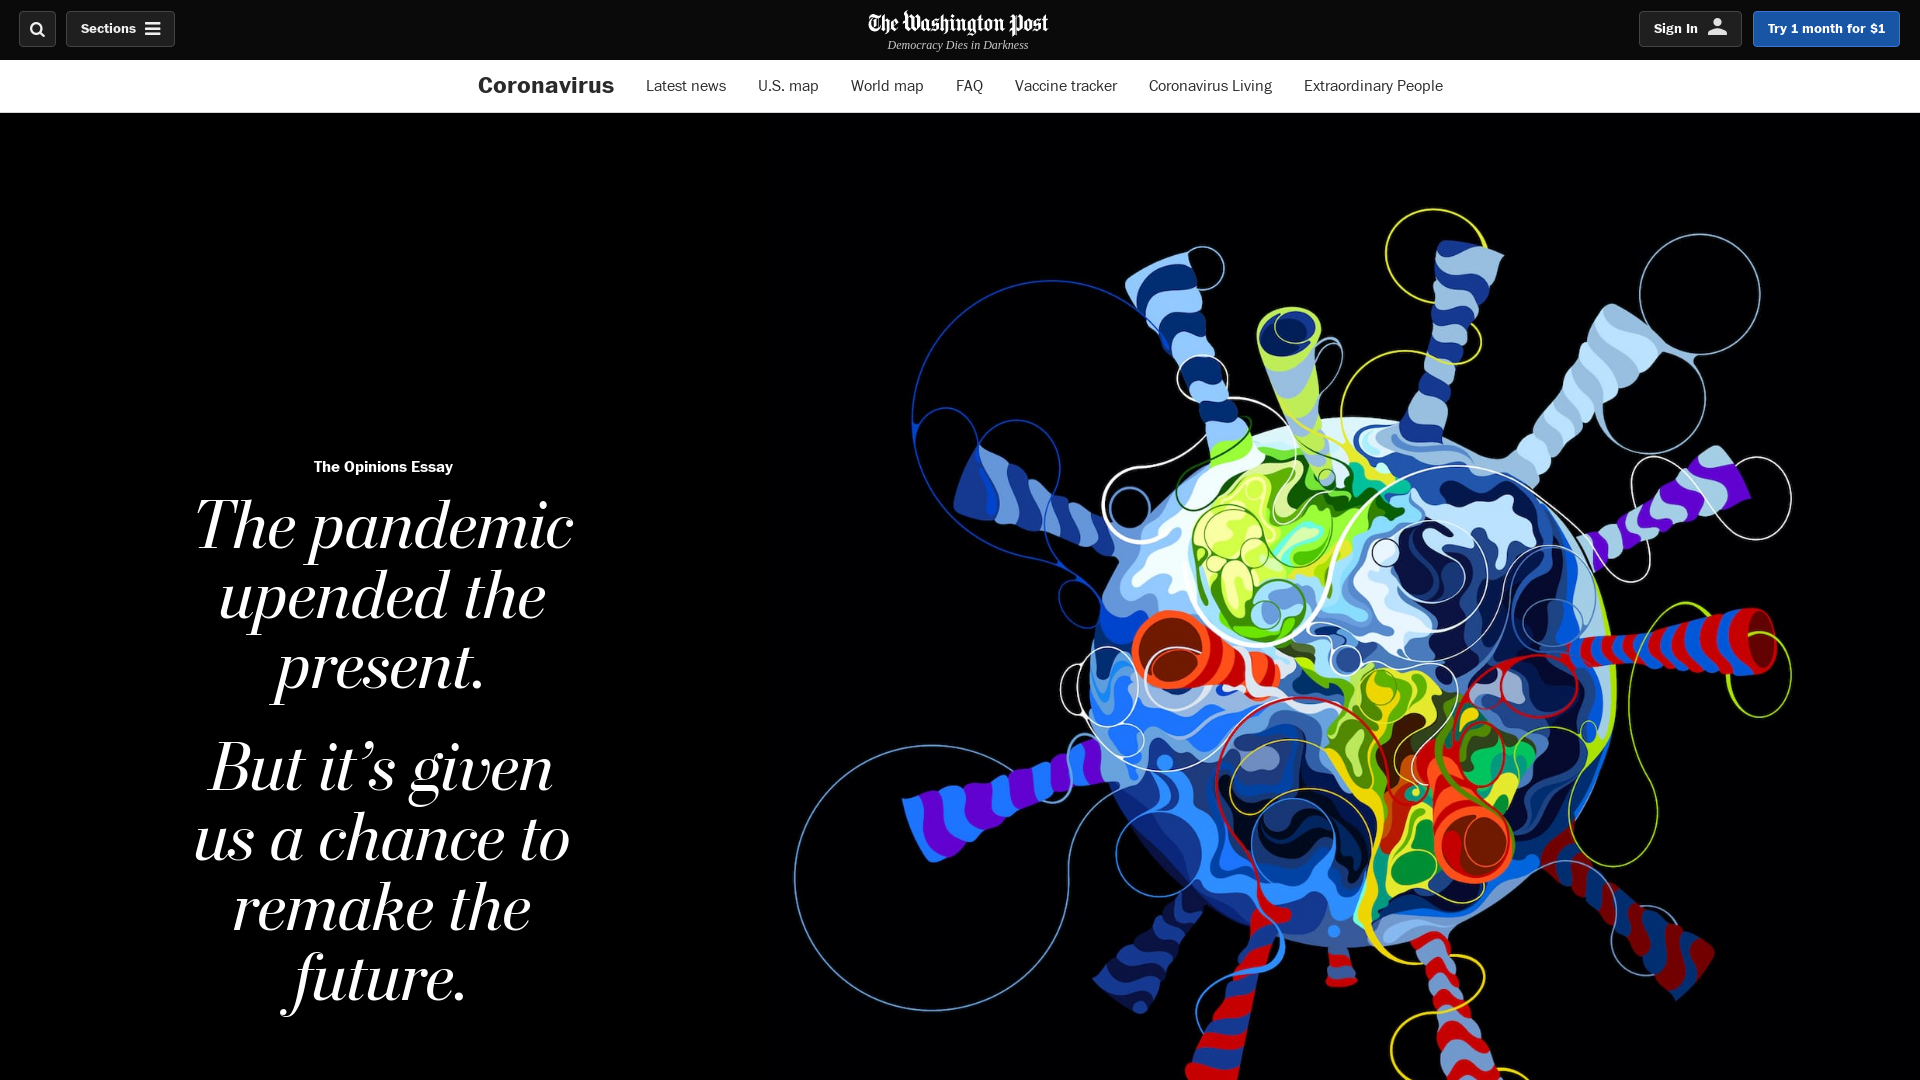 Sections
The Washington Post
Democracy Dies in Darkness
Sign In
Try 1 month for $1
Coronavirus
Latest news
U.S. map
World map
FAQ
Vaccine tracker
Coronavirus Living
Extraordinary People
The Opinions Essay
The pandemic
upended the
present.
But it’s given
us a chance to
remake the
future.